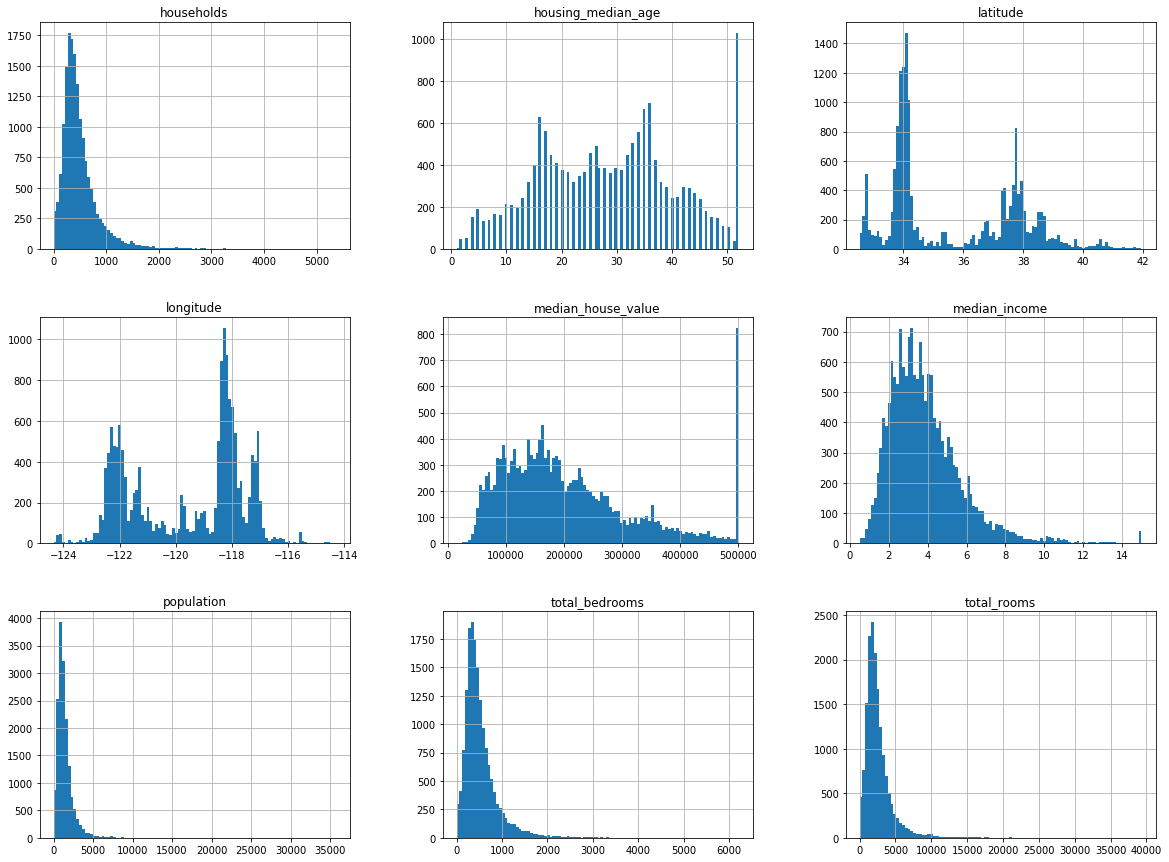 households housing_median_age latitude
1750 1500 1250 1000 750 500 250 0
0 1000 2000 3000 4000 5000
1000 800 600 400 200 0
0 10 20 30 40 50
1400 1200 1000 800 600 400 200 0
34 36 38 40 42
longitude median_house_value median_income
1000 800 600 400 200 0
−124 −122 −120 −118 −116 −114
800 700 600 500 400 300 200 100 0
0 100000 200000 300000 400000 500000
700 600 500 400 300 200 100 0
0 2 4 6 8 10 12 14
population total_bedrooms total_rooms
4000 3500 3000 2500 2000 1500 1000 500 0
0 5000 10000 15000 20000 25000 30000 35000
1750 1500 1250 1000 750 500 250 0
0 1000 2000 3000 4000 5000 6000
2500 2000 1500 1000 500 0
0 5000 10000 15000 20000 25000 30000 35000 40000